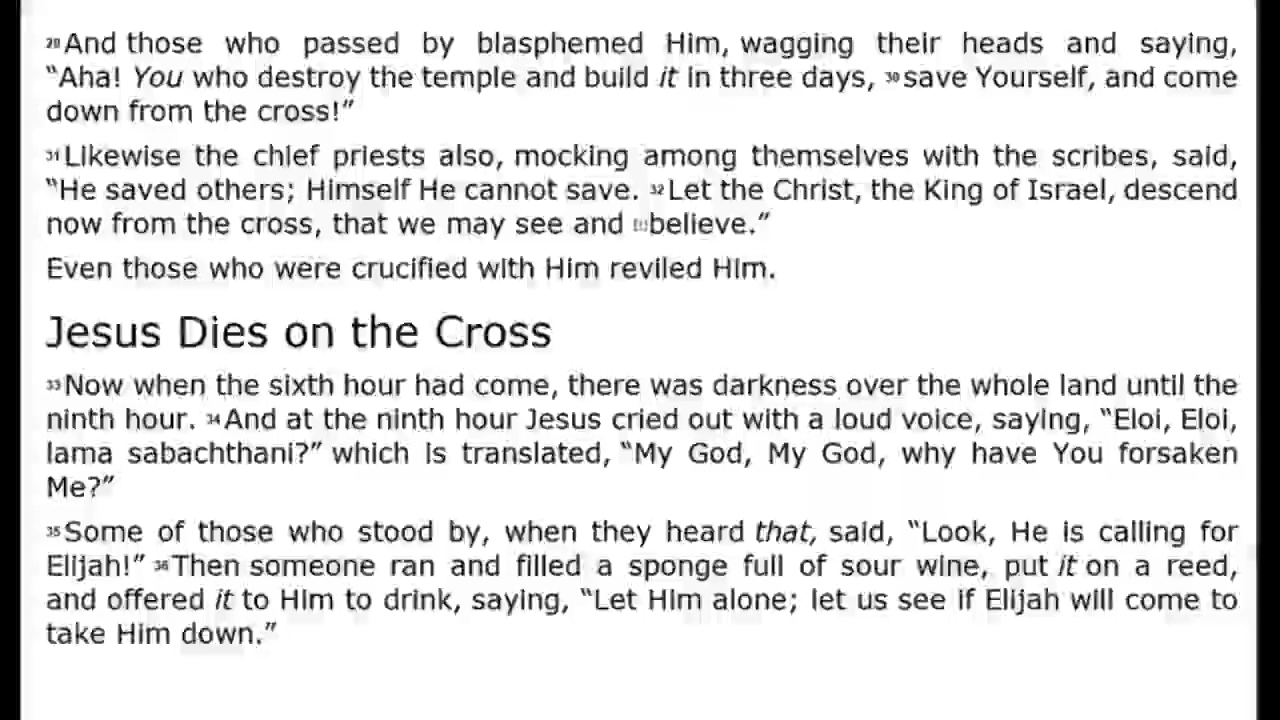 29And those who passed by blasphemed Him, wagging their heads and saying,
“Aha! You who destroy the temple and build it in three days, 30save Yourself, and come
down from the cross!”
31Likewise the chief priests also, mocking among themselves with the scribes, said,
“He saved others; Himself He cannot save. 32Let the Christ, the King of Israel, descend
now from the cross, that we may see and believe.”
Even those who were crucified with Him reviled Him.
Jesus Dies on the Cross
33Now when the sixth hour had come, there was darkness over the whole land until the
ninth hour. 34And at the ninth hour Jesus cried out with a loud voice, saying, “Eloi, Eloi,
lama sabachthani?” which is translated, “My God, My God, why have You forsaken
Me?”
35Some of those who stood by, when they heard that, said, “Look, He is calling for
Elijah!” 36Then someone ran and filled a sponge full of sour wine, put it on a reed,
and offered it to Him to drink, saying, “Let Him alone; let us see if Elijah will come to
take Him down.”